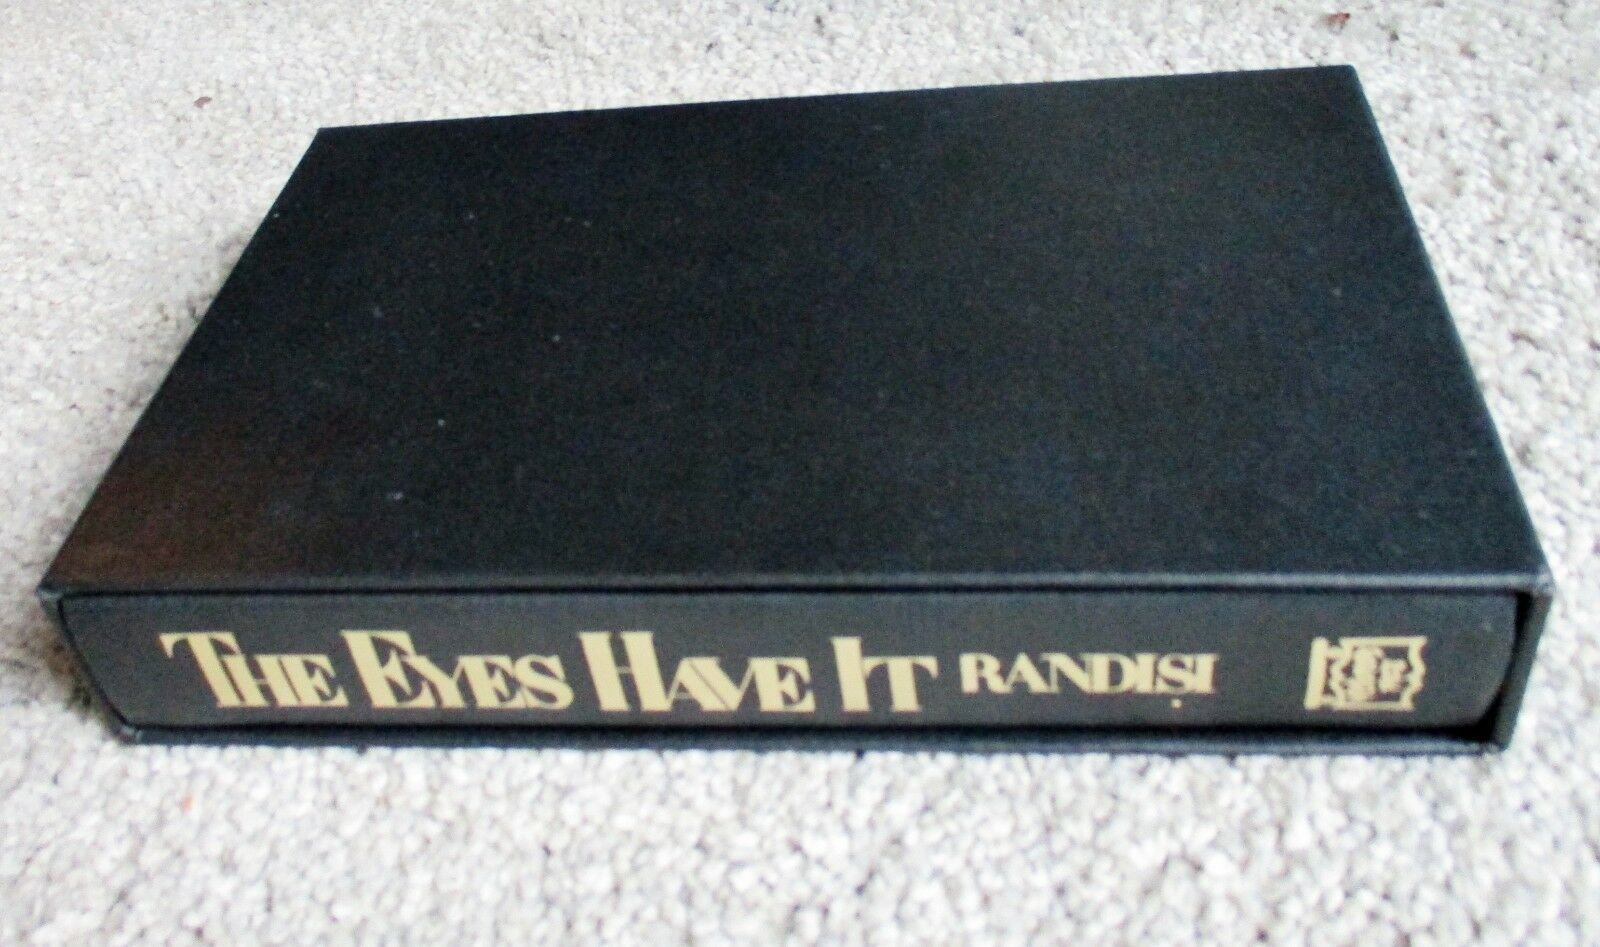 THE EYES HAVE IT RANDISI